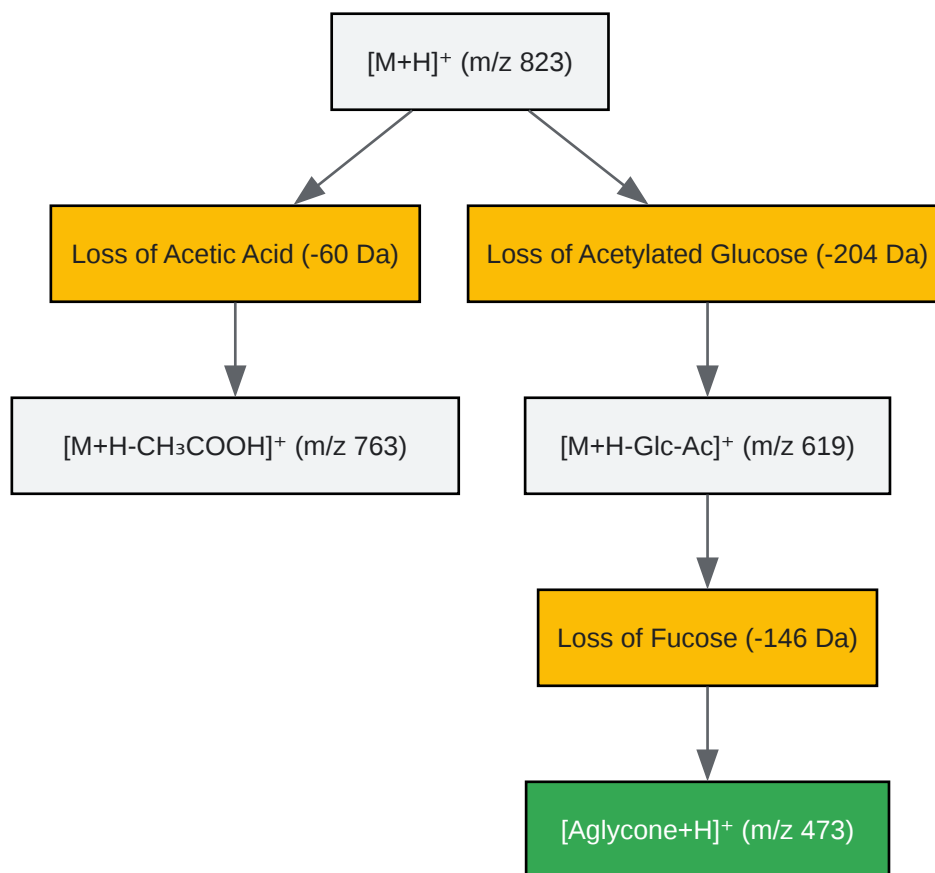 [M+H]⁺ (m/z 823)
Loss of Acetic Acid (-60 Da)
Loss of Acetylated Glucose (-204 Da)
[M+H-CH₃COOH]⁺ (m/z 763)
[M+H-Glc-Ac]⁺ (m/z 619)
Loss of Fucose (-146 Da)
[Aglycone+H]⁺ (m/z 473)